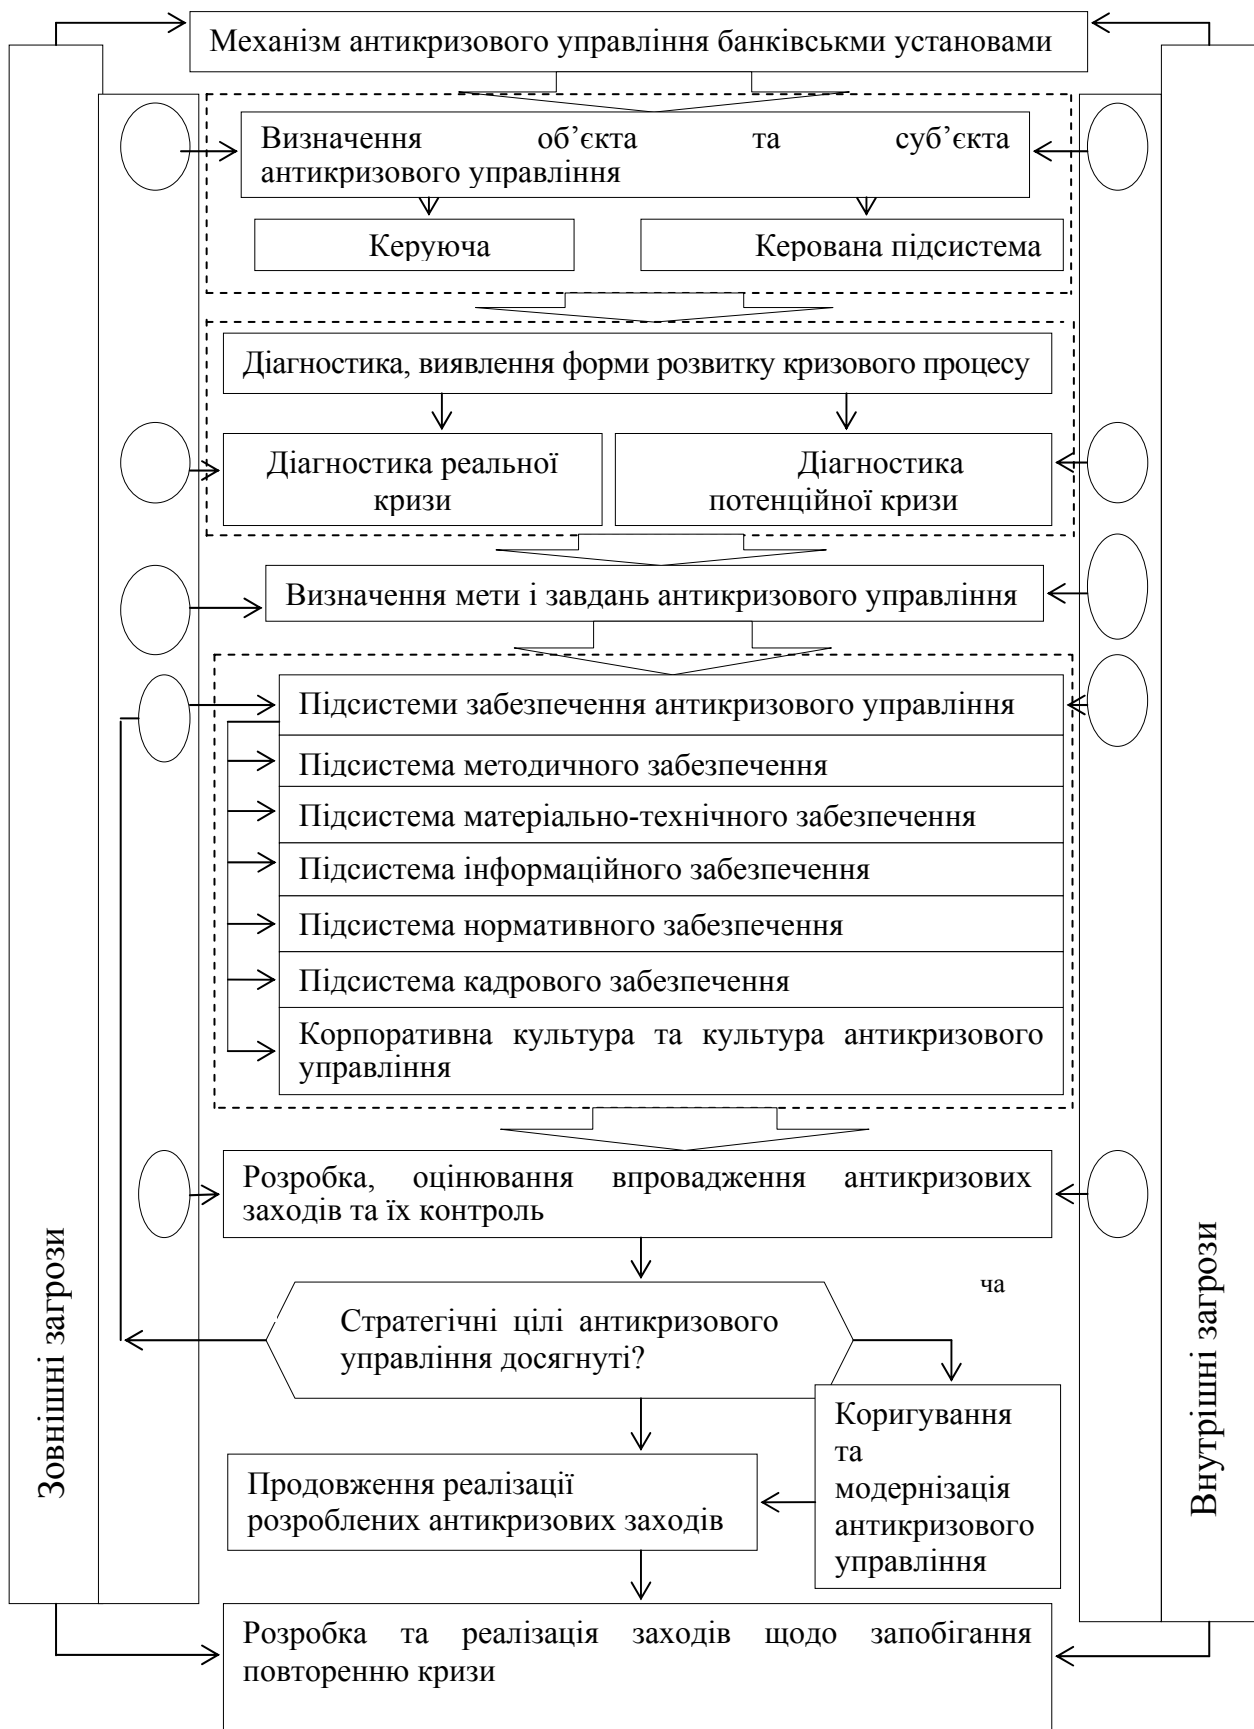 Механізм антикризового управління банківськми установами
Визначення об’єкта та суб’єкта
антикризового управління
Керуюча
Керована підсистема
Діагностика, виявлення форми розвитку кризового процесу
Діагностика реальної
кризи
Діагностика
потенційної кризи
Визначення мети і завдань антикризового управління
Підсистеми забезпечення антикризового управління
Підсистема методичного забезпечення
Підсистема матеріально-технічного забезпечення
Підсистема інформаційного забезпечення
Підсистема нормативного забезпечення
Підсистема кадрового забезпечення
Корпоративна культура та культура антикризового
управління
Розробка, оцінювання впровадження антикризових
заходів та їх контроль
ча
Стратегічні цілі антикризового
управління досягнуті?
Коригування
та
модернізація
антикризового
управління
Продовження реалізації
розроблених антикризових заходів
Розробка та реалізація заходів щодо запобігання
повторенню кризи
Зовнішні загрози
Внутрішні загрози